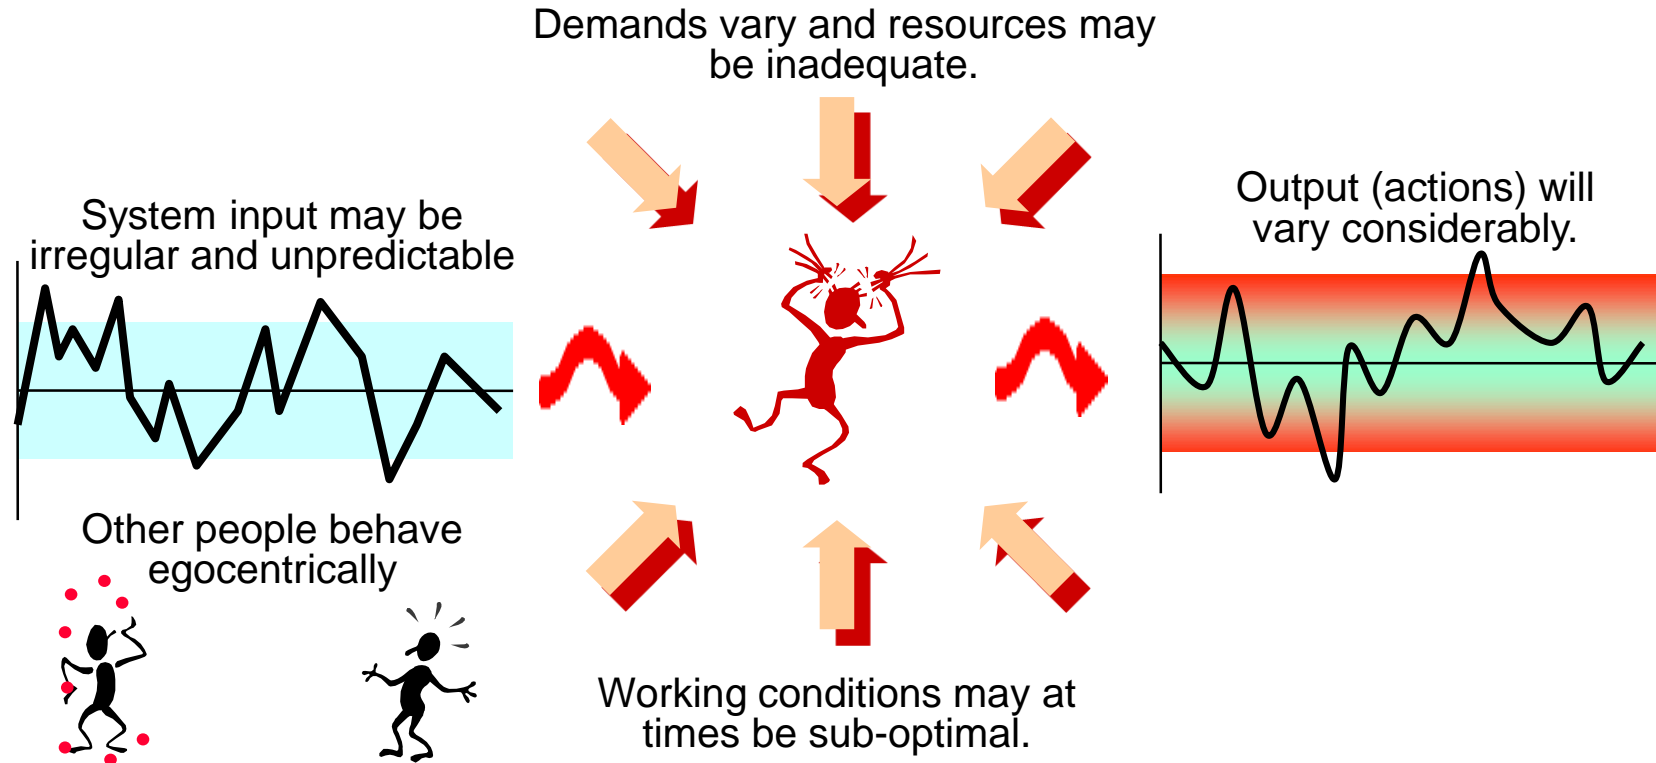 Demands vary and resources may
be inadequate.
System input may be
irregular and unpredictable
Output (actions) will
vary considerably.
Other people behave
egocentrically
Working conditions may at
times be sub-optimal.